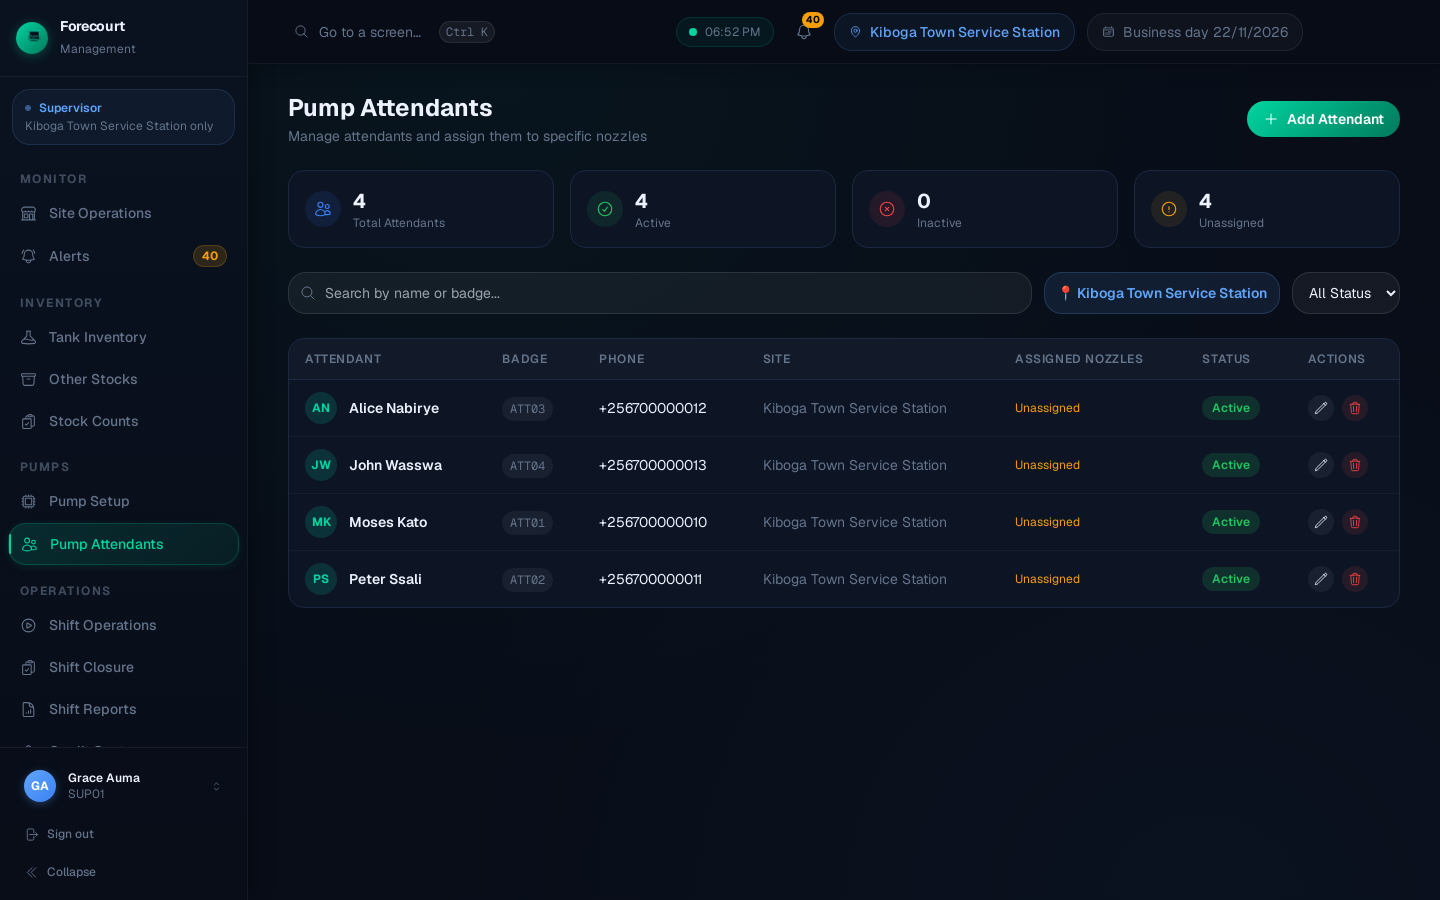 Forecourt
Management
Go to a screen...
Ctrl K
06:52 PM
40
Kiboga Town Service Station
Business day 22/11/2026
Supervisor
Kiboga Town Service Station only
MONITOR
Site Operations
Alerts
40
INVENTORY
Tank Inventory
Other Stocks
Stock Counts
PUMPS
Pump Setup
Pump Attendants
OPERATIONS
Shift Operations
Shift Closure
Shift Reports
Grace Auma
GA
SUP01
Sign out
Collapse
Pump Attendants
Manage attendants and assign them to specific nozzles
Add Attendant
4
Total Attendants
4
Active
0
Inactive
4
Unassigned
Search by name or badge...
Kiboga Town Service Station
All Status
ATTENDANT BADGE PHONE SITE ASSIGNED NOZZLES STATUS ACTIONS
AN Alice Nabirye ATT03 +256700000012 Kiboga Town Service Station Unassigned Active
JW John Wasswa ATT04 +256700000013 Kiboga Town Service Station Unassigned Active
MK Moses Kato ATT01 +256700000010 Kiboga Town Service Station Unassigned Active
PS Peter Ssali ATT02 +256700000011 Kiboga Town Service Station Unassigned Active